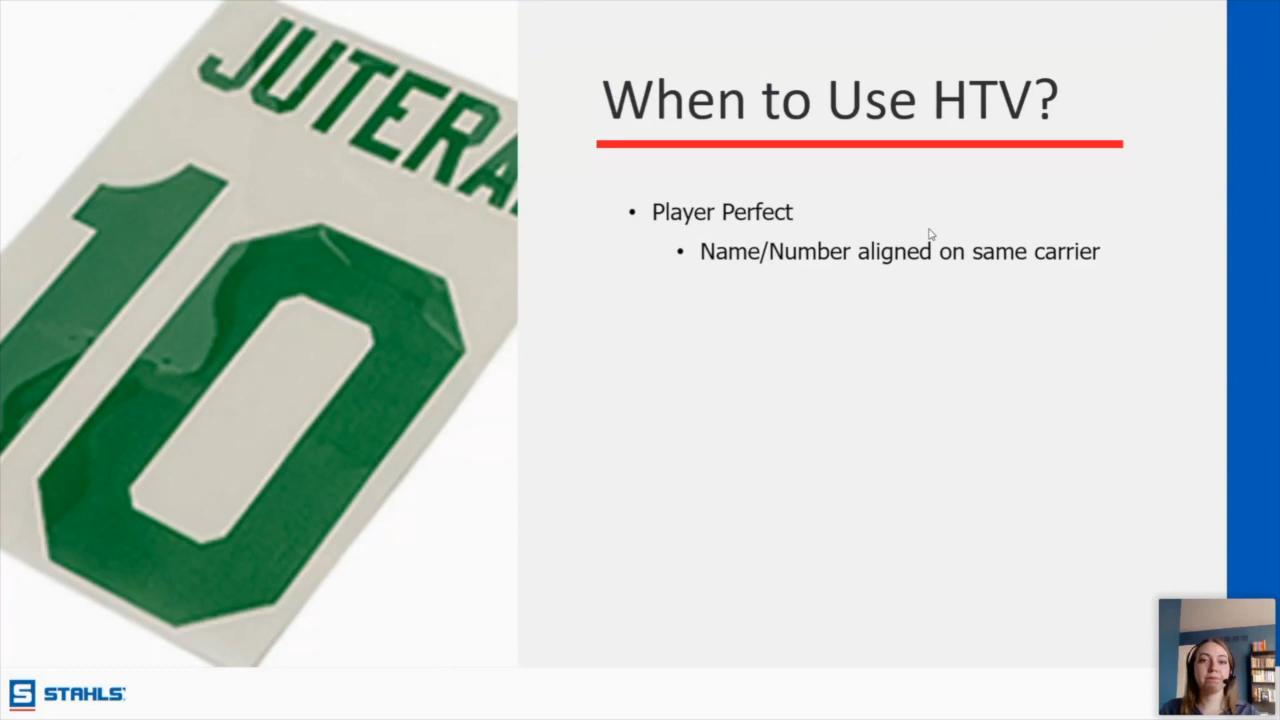 JUTERA
10
When to Use HTV?
• Player Perfect
• Name/Number aligned on same carrier
S STAHLS'